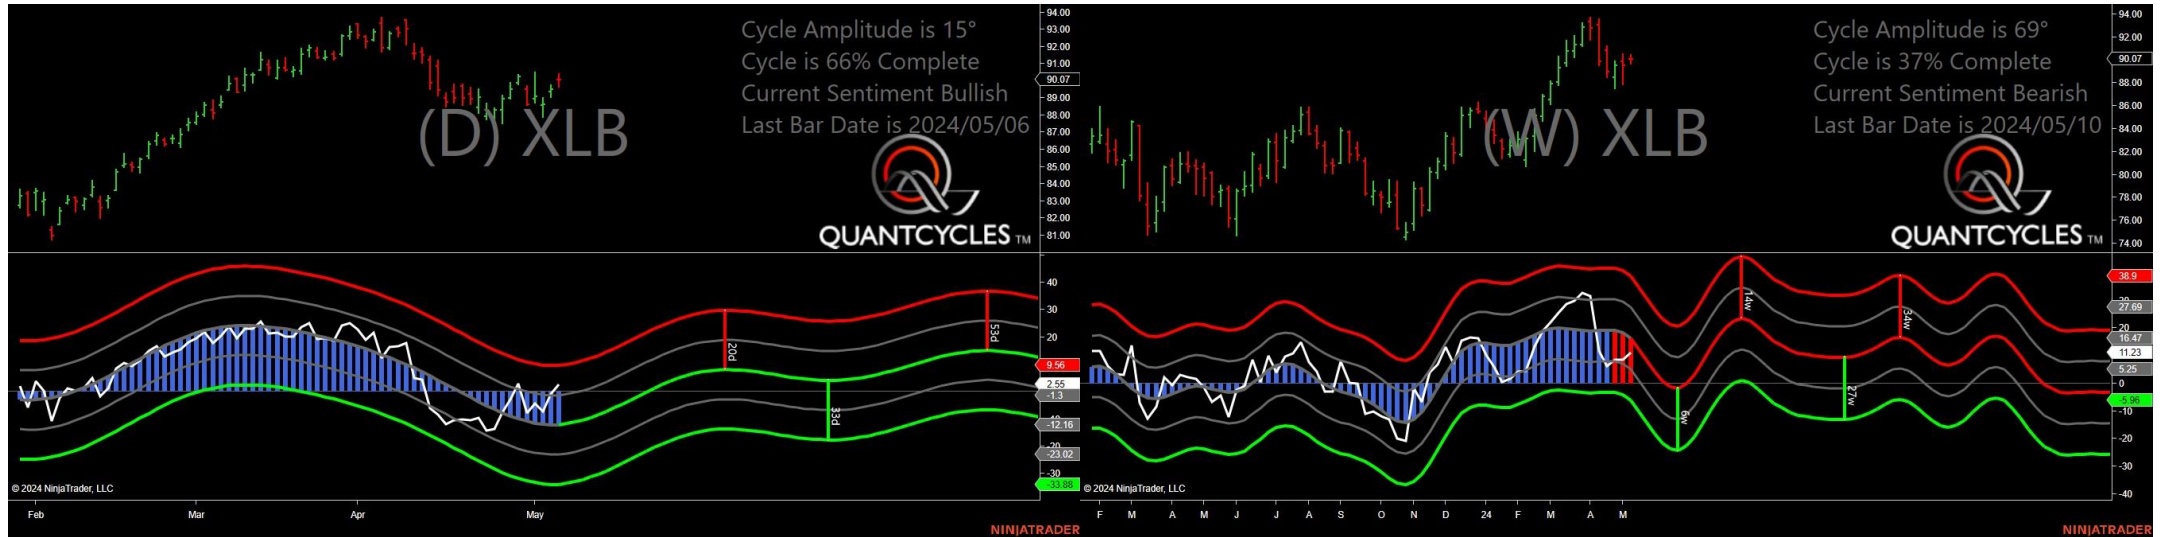 Cycle Amplitude is 15°
Cycle is 66% Complete
Current Sentiment Bullish
Last Bar Date is 2024/05/06
(D) XLB
QUANTCYCLES TM
94.00
93.00
92.00
91.00
90.07
89.00
88.00
87.00
86.00
85.00
84.00
83.00
82.00
81.00
40
30
20
9.56
2.55
-1.3
-12.16
-20
-23.02
-30
-33.88
20d
33d
53d
© 2024 NinjaTrader, LLC
Feb Mar Apr May
NINJATRADER
Cycle Amplitude is 69°
Cycle is 37% Complete
Current Sentiment Bearish
Last Bar Date is 2024/05/10
(W) XLB
QUANTCYCLES TM
94.00
92.00
90.07
88.00
86.00
84.00
82.00
80.00
78.00
76.00
74.00
38.9
27.69
20
16.47
11.23
5.25
0
-5.96
-10
-20
-30
-40
14w
34w
6w
27w
© 2024 NinjaTrader, LLC
F M A M J J A S O N D 24 F M A M
NINJATRADER